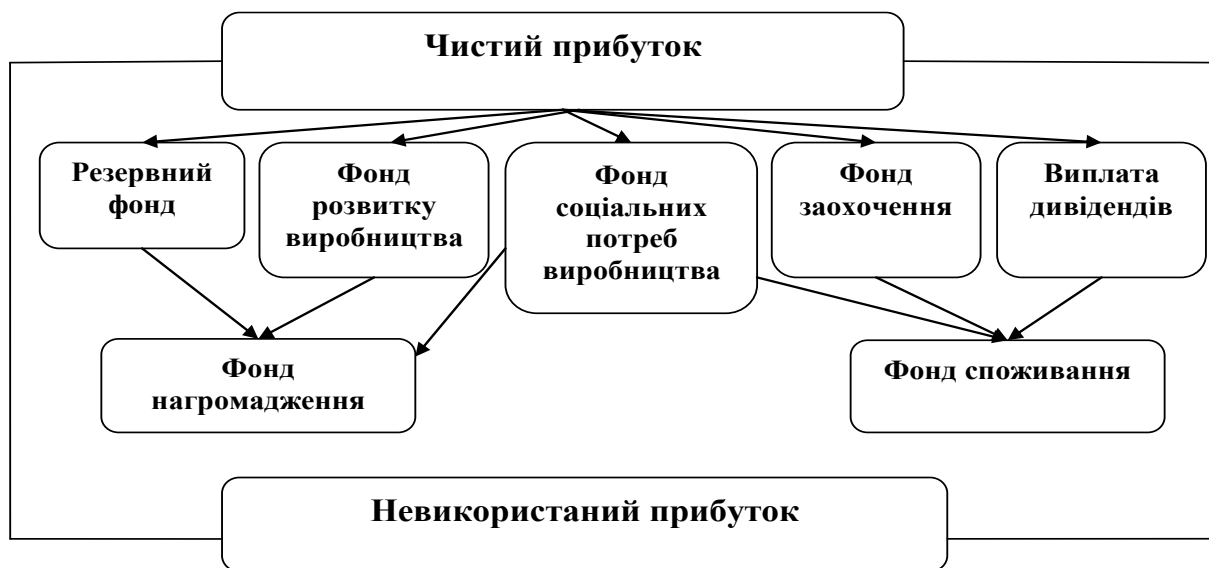 Чистий прибуток
Резервний
фонд
Фонд
розвитку
виробництва
Фонд
соціальних
потреб
виробництва
Фонд
заохочення
Виплата
дивідендів
Фонд
нагромадження
Фонд споживання
Невикористаний прибуток